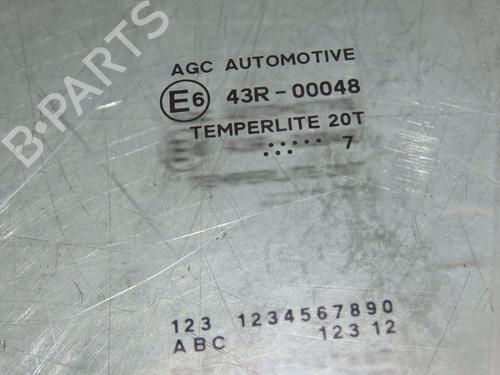 B-PARTS
AGC AUTOMOTIVE
E6 43R-00048
TEMPERLITE 20T
7
123 1234567890
ABC 123 12